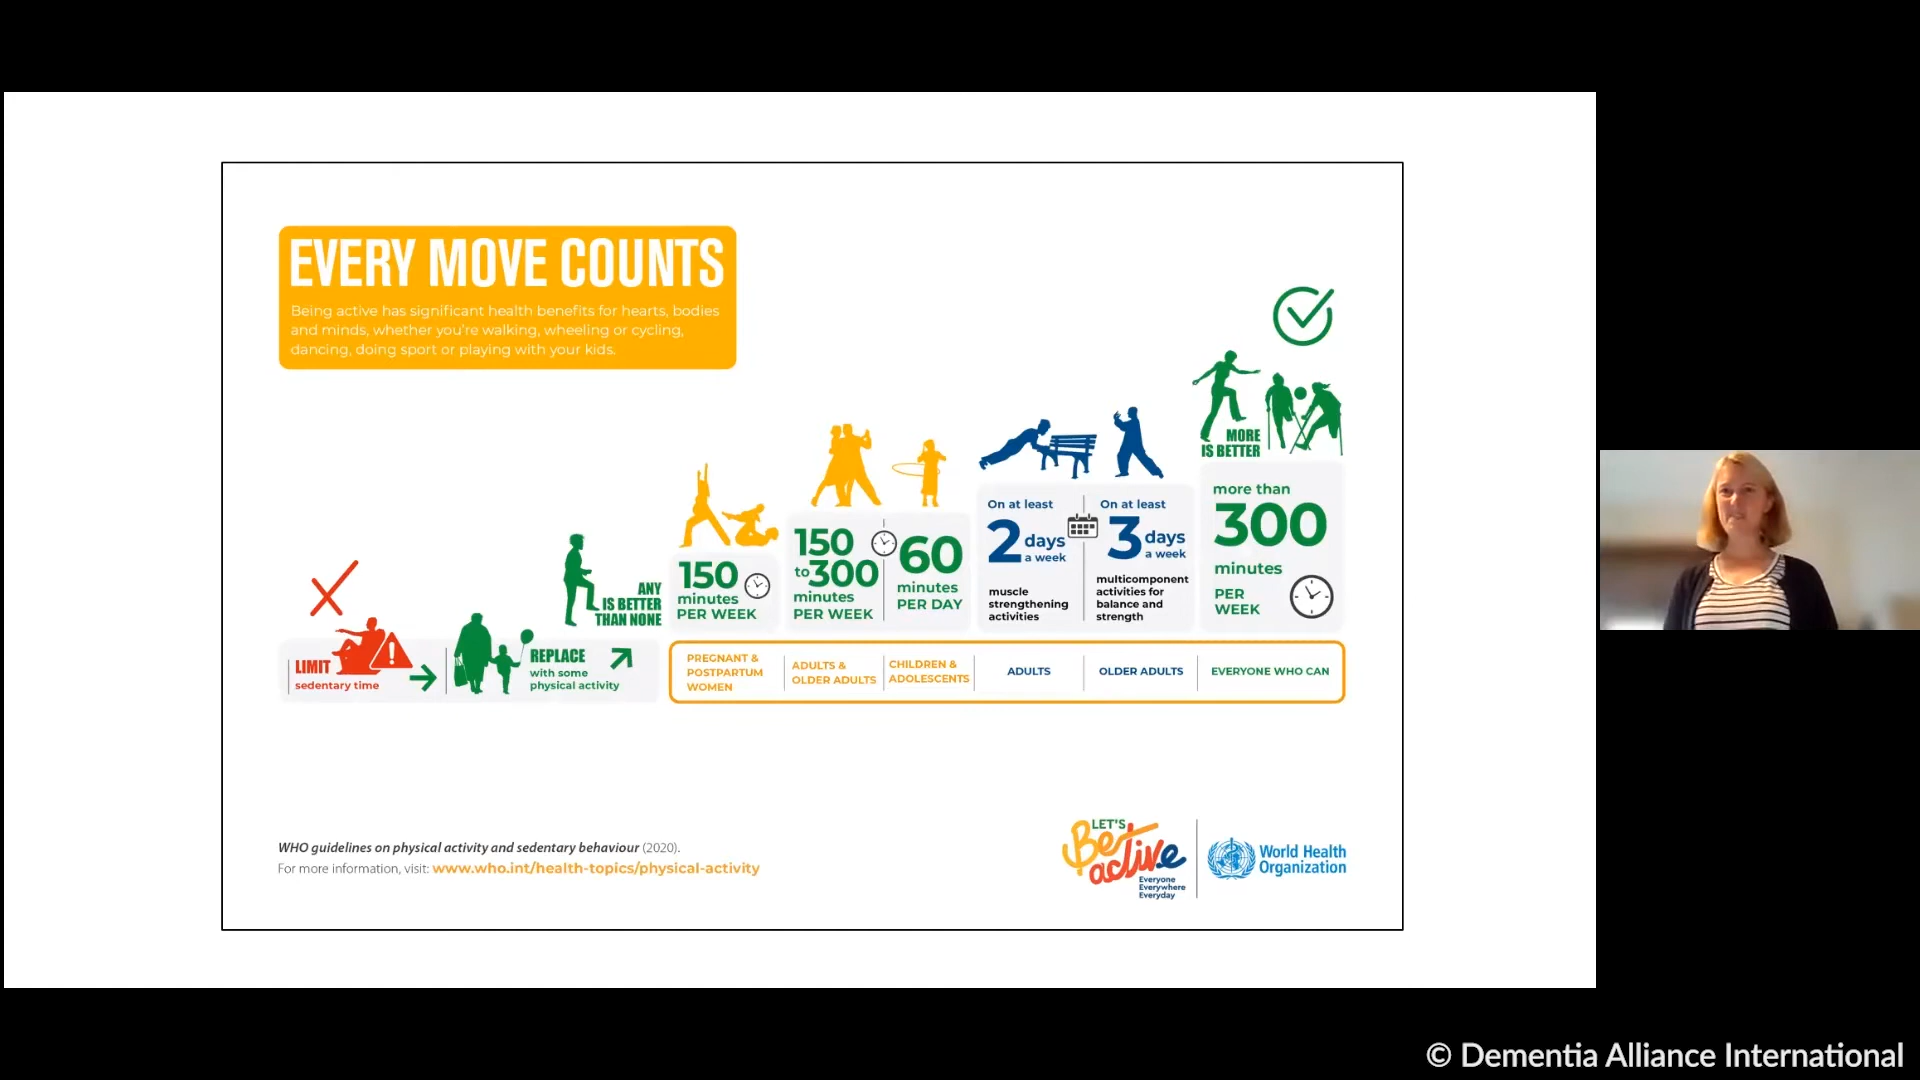 EVERY MOVE COUNTS
Being active has significant health benefits for hearts, bodies
and minds, whether you're walking, wheeling or cycling,
dancing, doing sport or playing with your kids.
LIMIT
sedentary time
REPLACE
with some
physical activity
ANY
IS BETTER
THAN NONE
150
minutes
PER WEEK
PREGNANT &
POSTPARTUM
WOMEN
150
to 300
minutes
PER WEEK
ADULTS &
OLDER ADULTS
60
minutes
PER DAY
CHILDREN &
ADOLESCENTS
On at least
2 days
a week
muscle
strengthening
activities
ADULTS
On at least
3 days
a week
multicomponent
activities for
balance and
strength
OLDER ADULTS
MORE
IS BETTER
more than
300
minutes
PER
WEEK
EVERYONE WHO CAN
WHO guidelines on physical activity and sedentary behaviour (2020).
For more information, visit: www.who.int/health-topics/physical-activity
LET'S
Be
active
Everyone
Everywhere
Everyday
World Health
Organization
© Dementia Alliance International